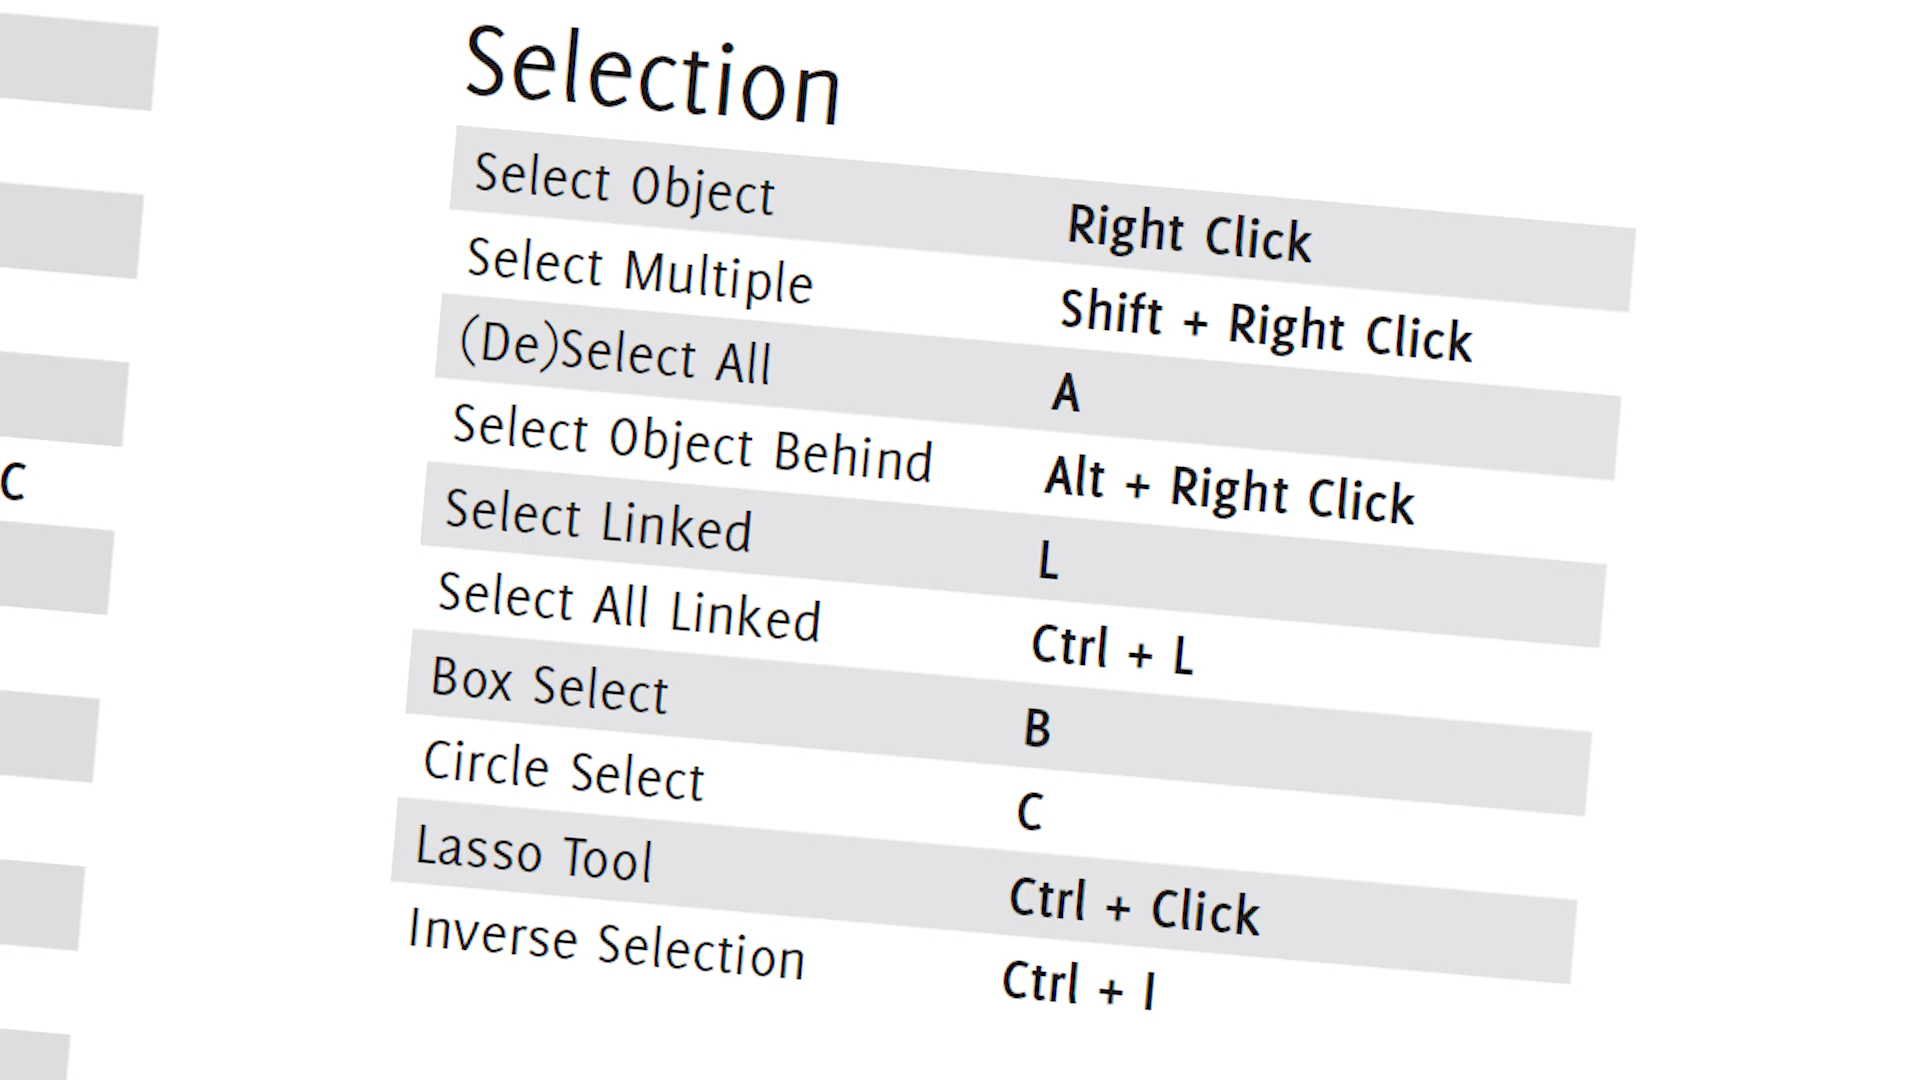 Selection
Select Object Right Click
Select Multiple Shift + Right Click
(De)Select All A
Select Object Behind Alt + Right Click
Select Linked L
C
Select All Linked Ctrl + L
Box Select B
Circle Select C
Lasso Tool Ctrl + Click
Inverse Selection Ctrl + I